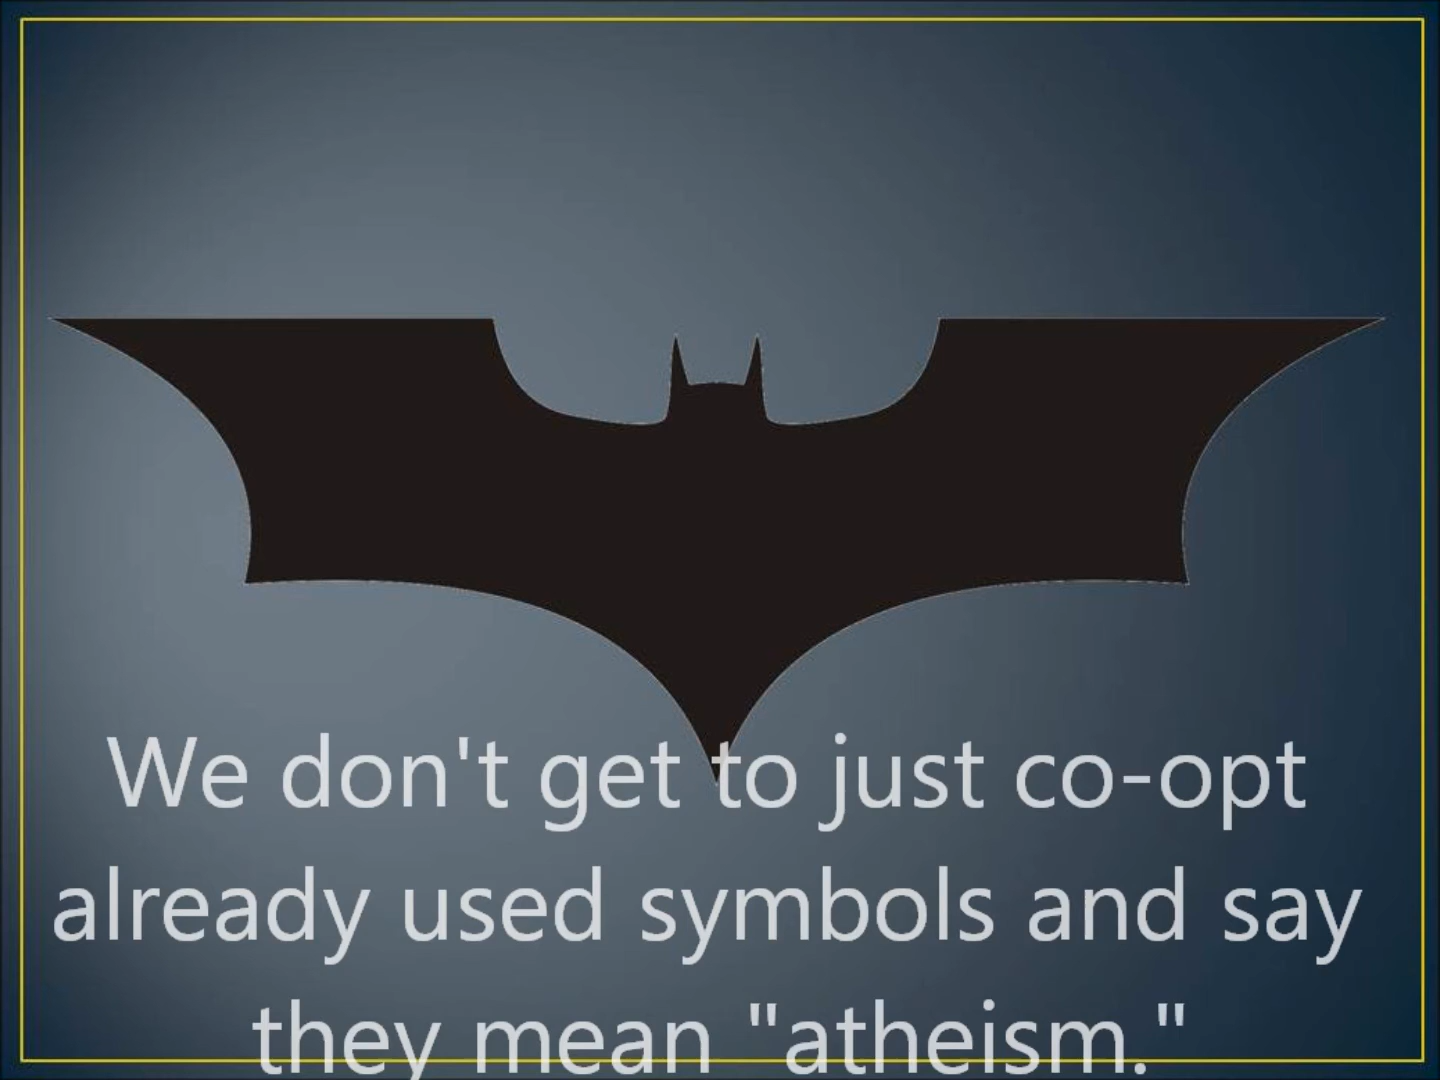 We don't get to just co-opt
already used symbols and say
they mean "atheism."